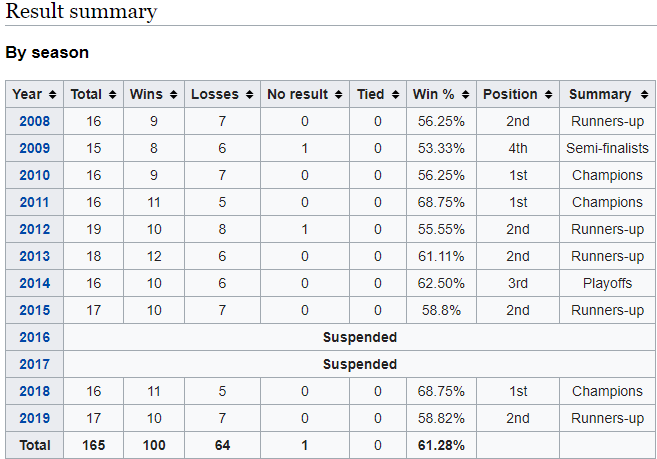 Result summary
By season
Year Total Wins Losses No result Tied Win % Position Summary
2008 16 9 7 0 0 56.25% 2nd Runners-up
2009 15 8 6 1 0 53.33% 4th Semi-finalists
2010 16 9 7 0 0 56.25% 1st Champions
2011 16 11 5 0 0 68.75% 1st Champions
2012 19 10 8 1 0 55.55% 2nd Runners-up
2013 18 12 6 0 0 61.11% 2nd Runners-up
2014 16 10 6 0 0 62.50% 3rd Playoffs
2015 17 10 7 0 0 58.8% 2nd Runners-up
2016 Suspended
2017 Suspended
2018 16 11 5 0 0 68.75% 1st Champions
2019 17 10 7 0 0 58.82% 2nd Runners-up
Total 165 100 64 1 0 61.28%